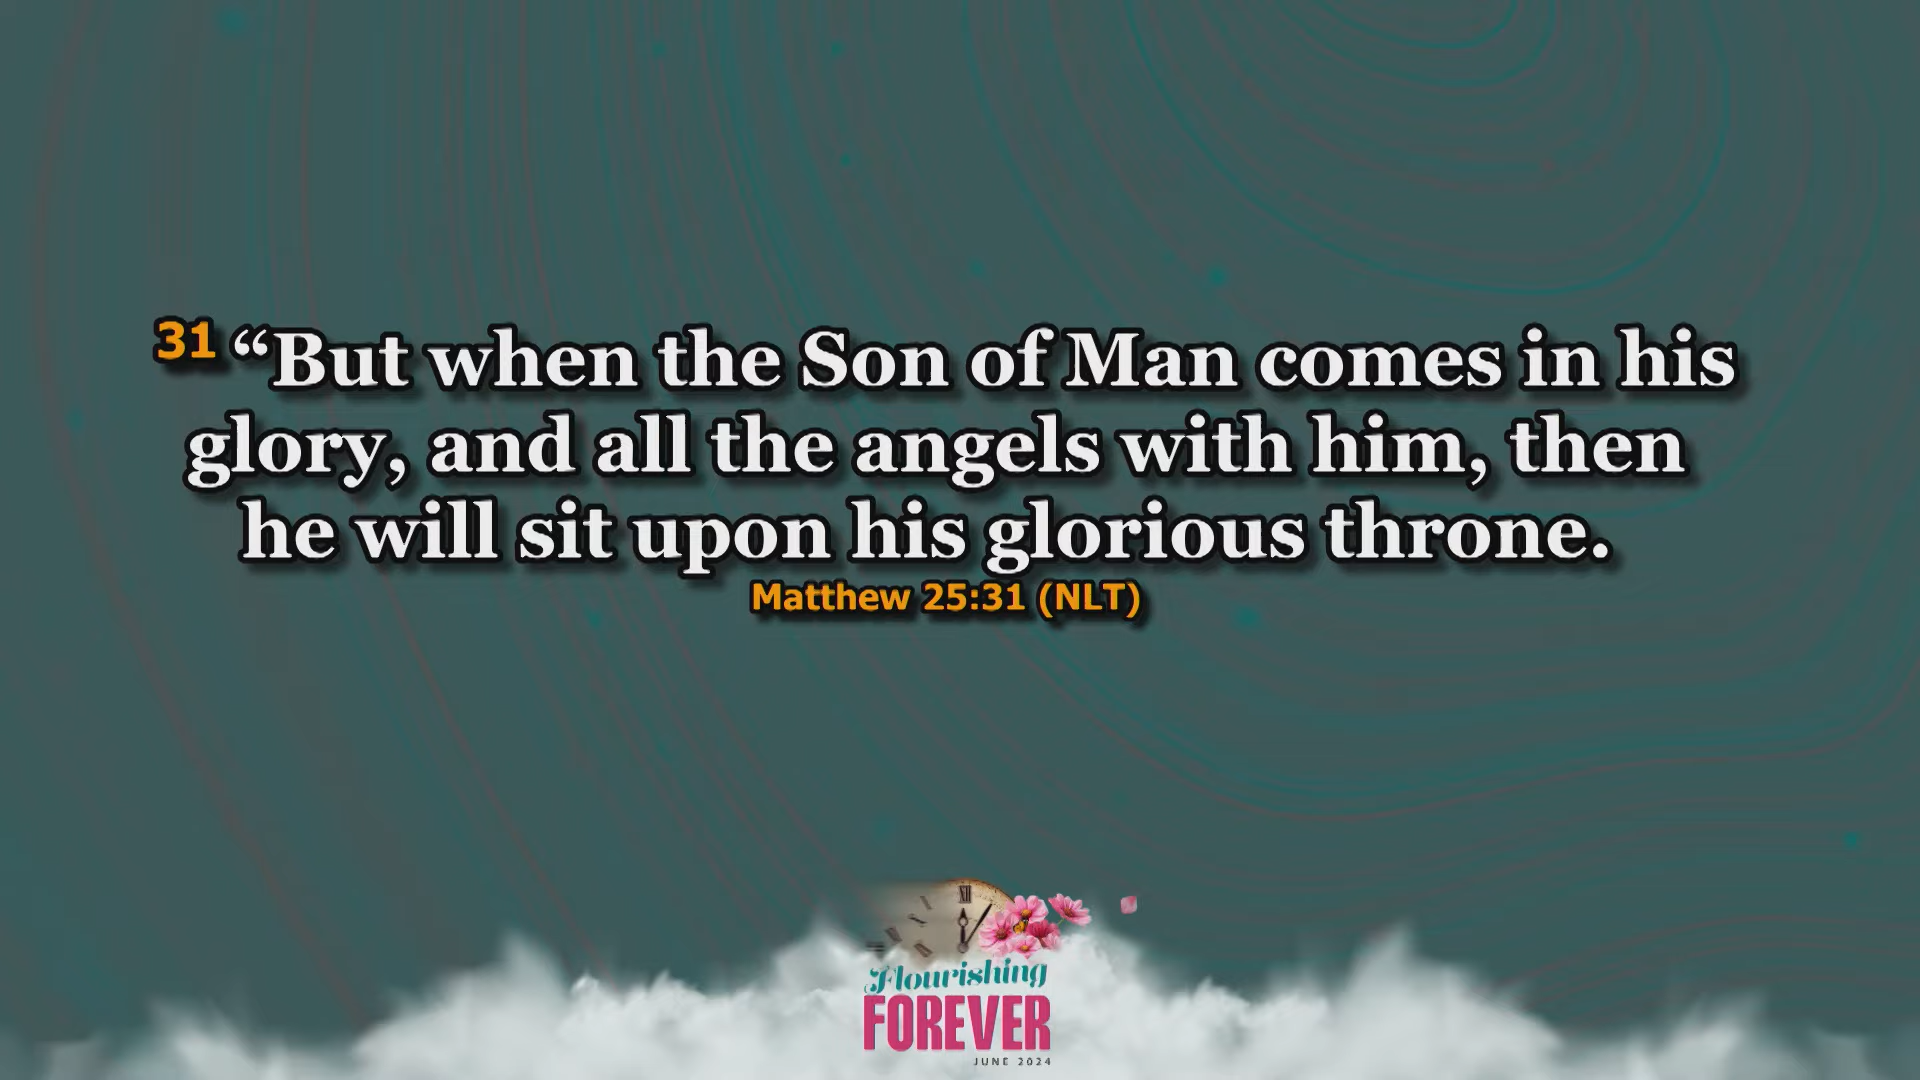 31 “But when the Son of Man comes in his
glory, and all the angels with him, then
he will sit upon his glorious throne.
Matthew 25:31 (NLT)
XII
Flourishing
FOREVER
JUNE 2024